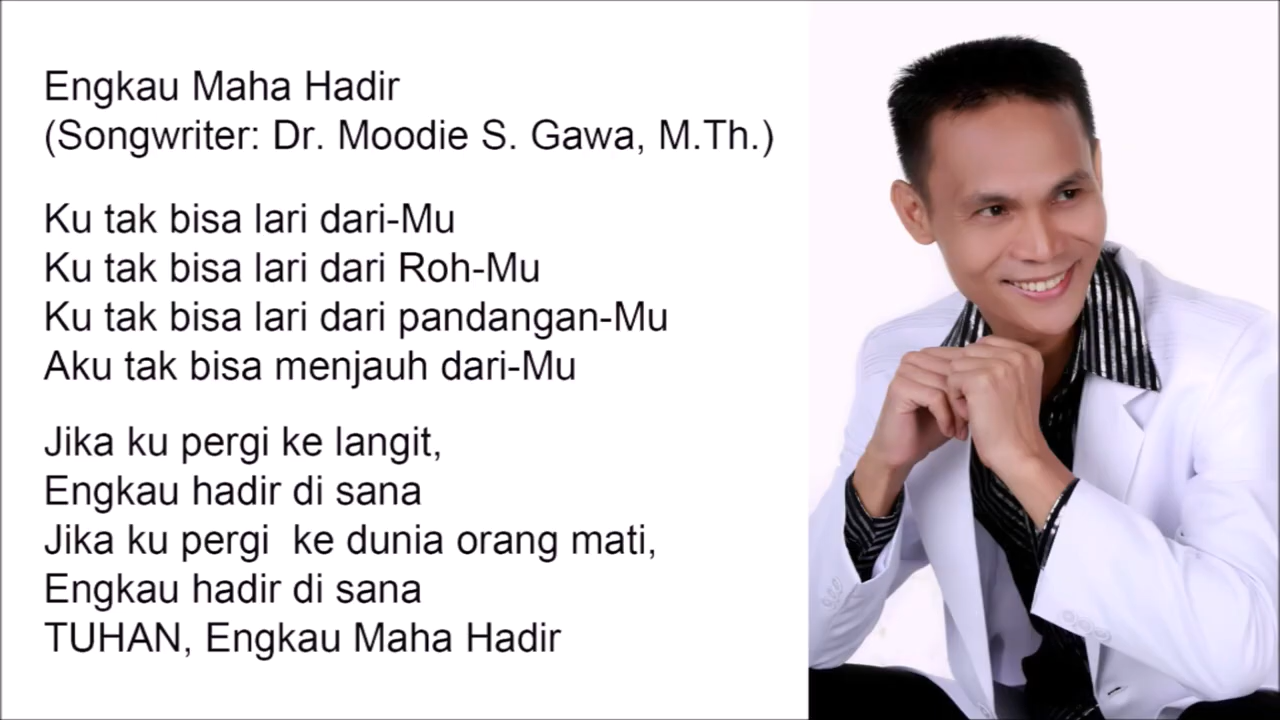 Engkau Maha Hadir
(Songwriter: Dr. Moodie S. Gawa, M.Th.)
Ku tak bisa lari dari-Mu
Ku tak bisa lari dari Roh-Mu
Ku tak bisa lari dari pandangan-Mu
Aku tak bisa menjauh dari-Mu
Jika ku pergi ke langit,
Engkau hadir di sana
Jika ku pergi  ke dunia orang mati,
Engkau hadir di sana
TUHAN, Engkau Maha Hadir